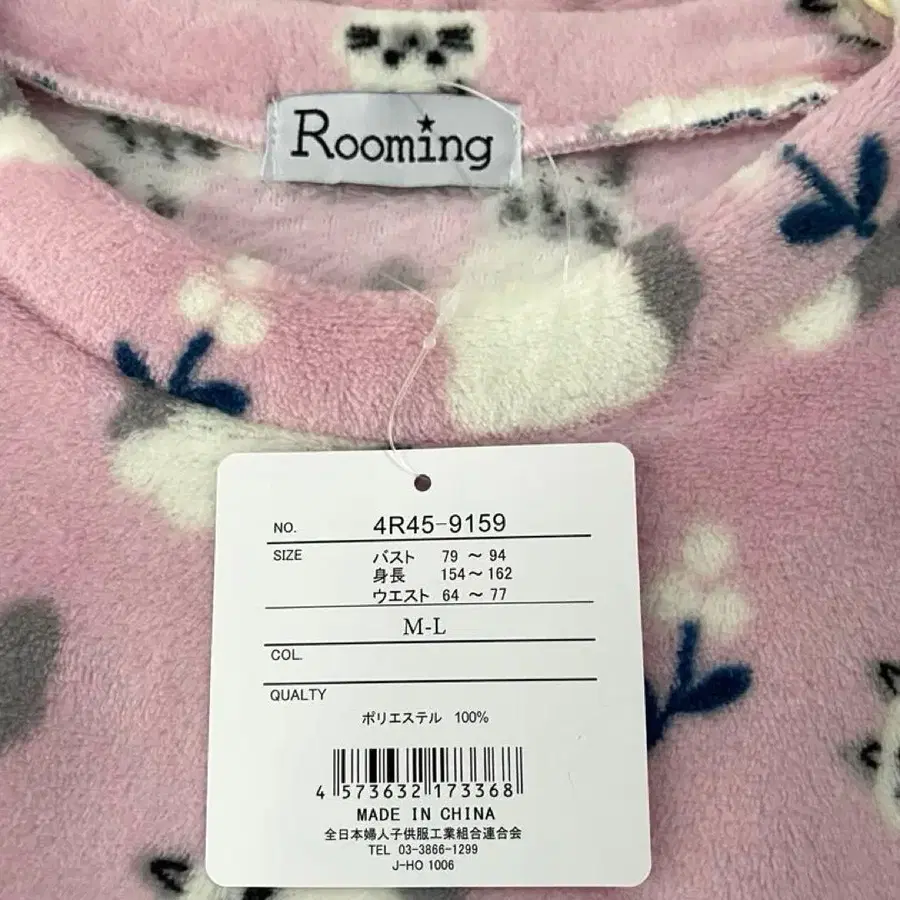 Rooming
NO. 4R45-9159
SIZE バスト 79 ～ 94
身長 154～162
ウエスト 64 ～ 77
M-L
COL.
QUALTY
ポリエステル 100%
4 573632 173368
MADE IN CHINA
全日本婦人子供服工業組合連合会
TEL 03-3866-1299
J-HO 1006